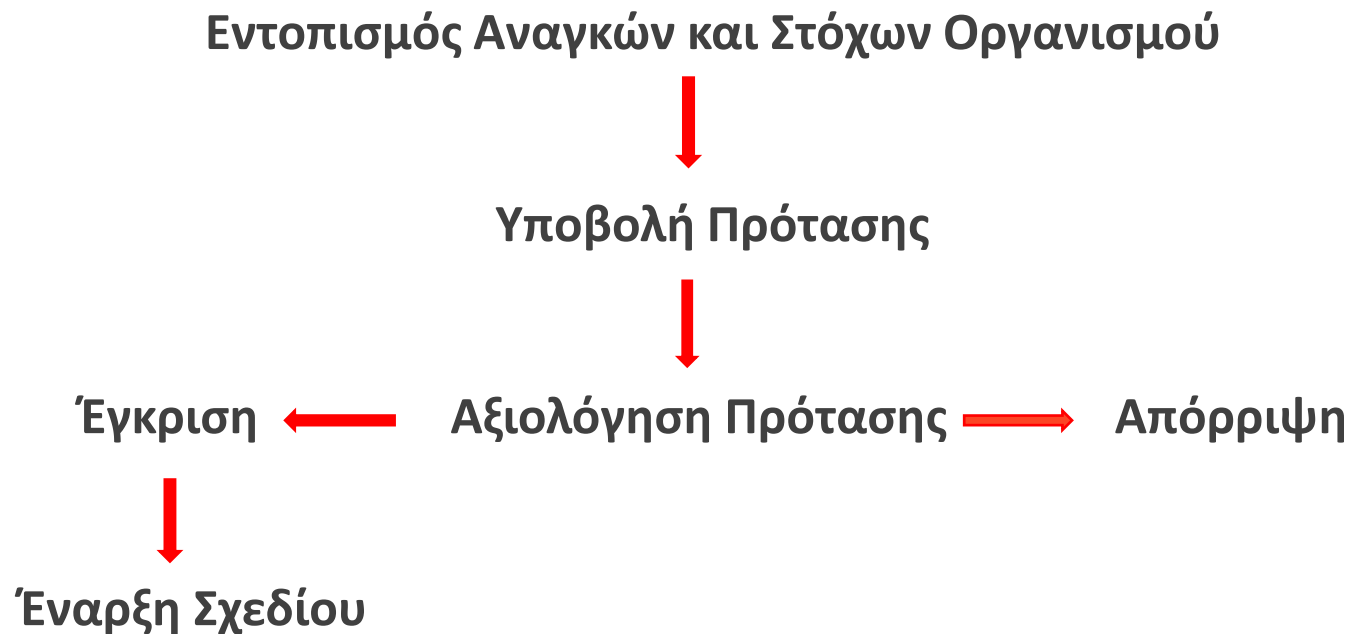 Εντοπισμός Αναγκών και Στόχων Οργανισμού
Υποβολή Πρότασης
Έγκριση
Αξιολόγηση Πρότασης
Απόρριψη
Έναρξη Σχεδίου